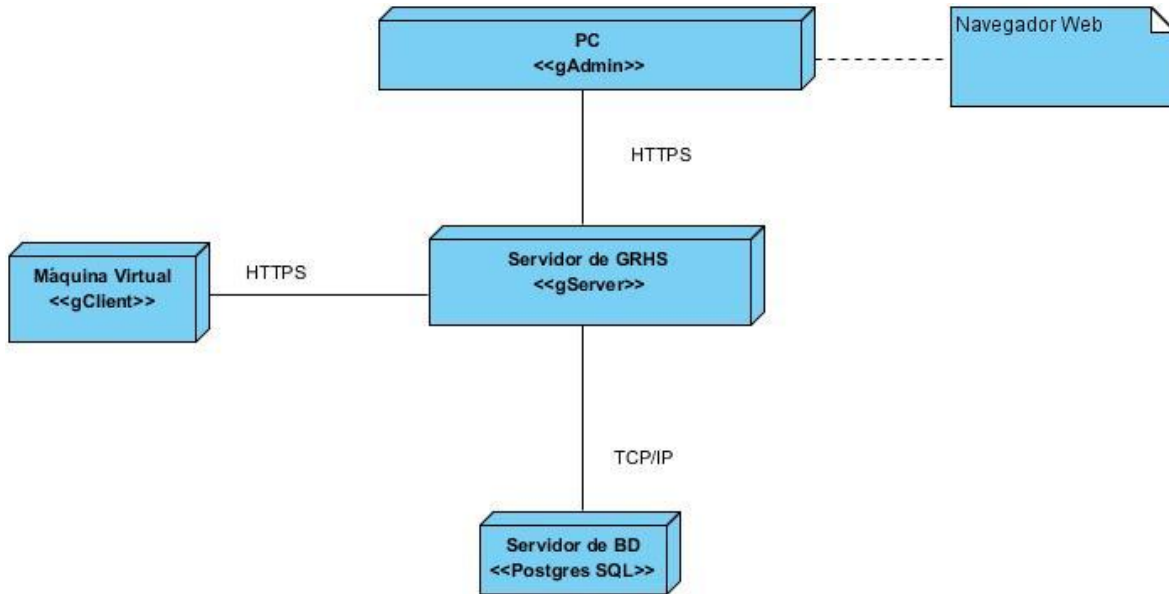 PC
<<gAdmin>>
Navegador Web
HTTPS
Servidor de GRHS
<<gServer>>
Máquina Virtual
<<gClient>>
HTTPS
TCP/IP
Servidor de BD
<<Postgres SQL>>